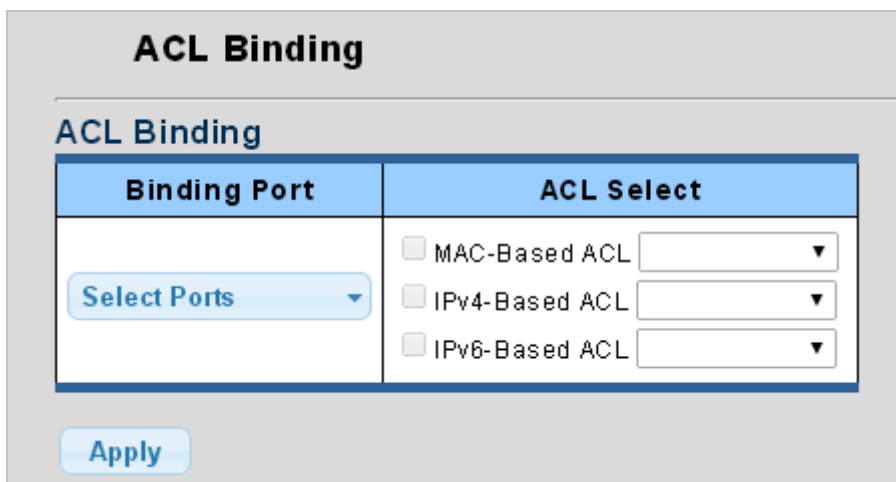 ACL Binding
ACL Binding
Binding Port
ACL Select
Select Ports
MAC-Based ACL
IPv4-Based ACL
IPv6-Based ACL
Apply